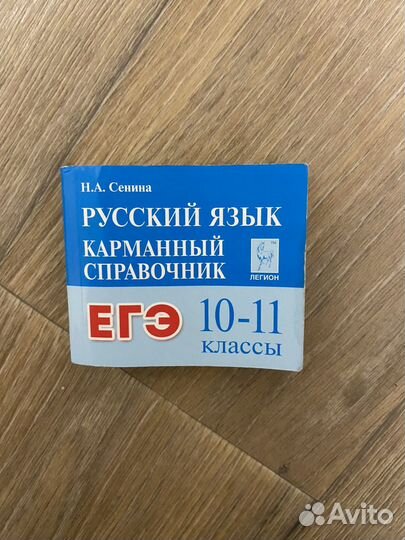 Н.А. Сенина
РУССКИЙ ЯЗЫК
КАРМАННЫЙ
СПРАВОЧНИК
ЛЕГИОН
ЕГЭ
10-11
классы
Avito